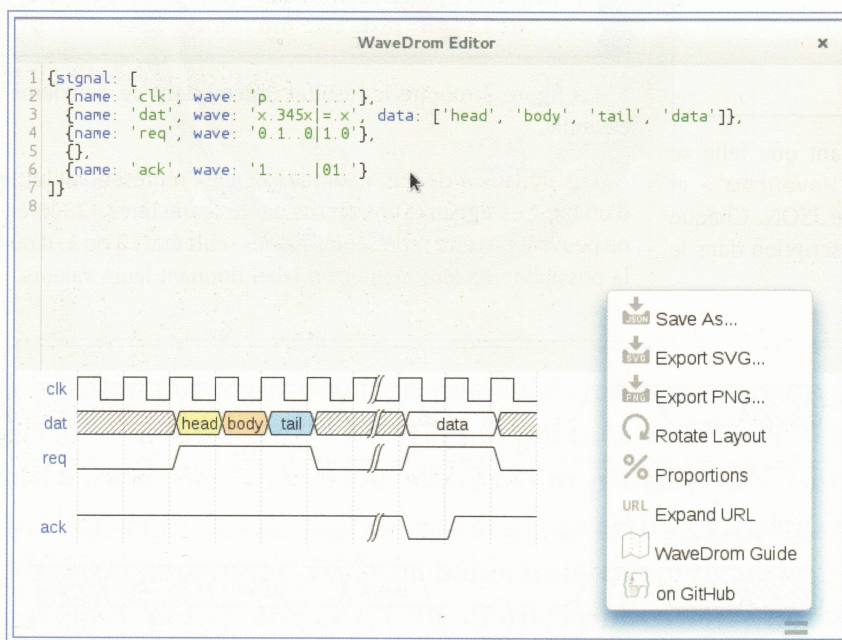 WaveDrom Editor ×
1 {signal: [
2 {name: 'clk', wave: 'p.....|...'},
3 {name: 'dat', wave: 'x.345x|=.x', data: ['head', 'body', 'tail', 'data']},
4 {name: 'req', wave: '0.1..0|1.0'},
5 {},
6 {name: 'ack', wave: '1.....|01.'}
]}
8
clk
dat head body tail data
req
ack
JSON Save As...
SVG Export SVG...
PNG Export PNG...
Rotate Layout
% Proportions
URL Expand URL
WaveDrom Guide
on GitHub